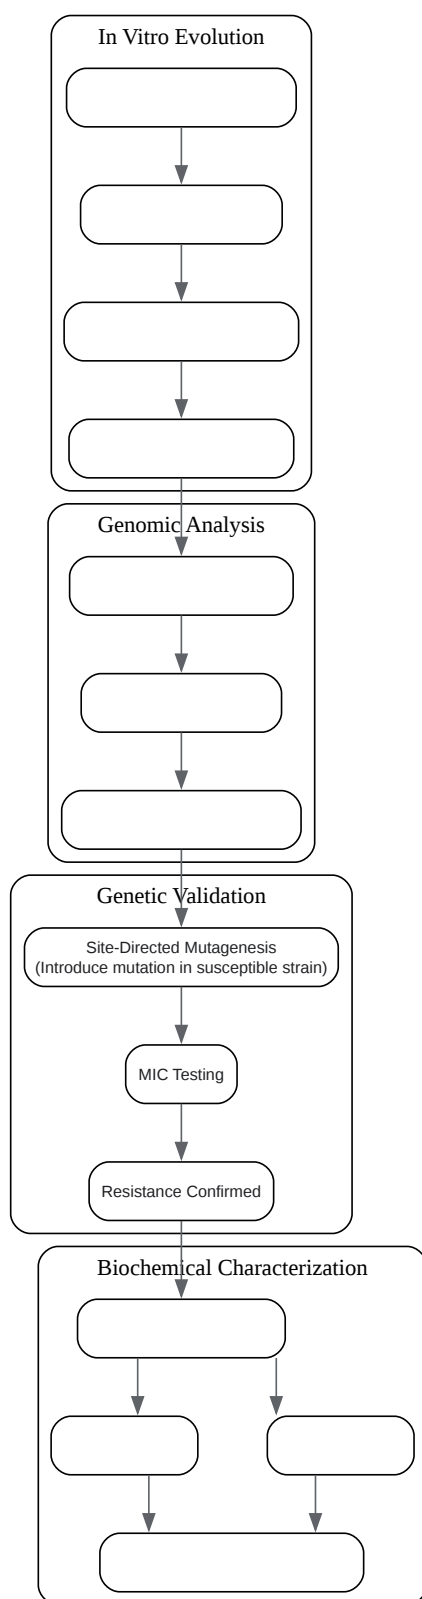 In Vitro Evolution
Genomic Analysis
Genetic Validation
Site-Directed Mutagenesis
(Introduce mutation in susceptible strain)
MIC Testing
Resistance Confirmed
Biochemical Characterization